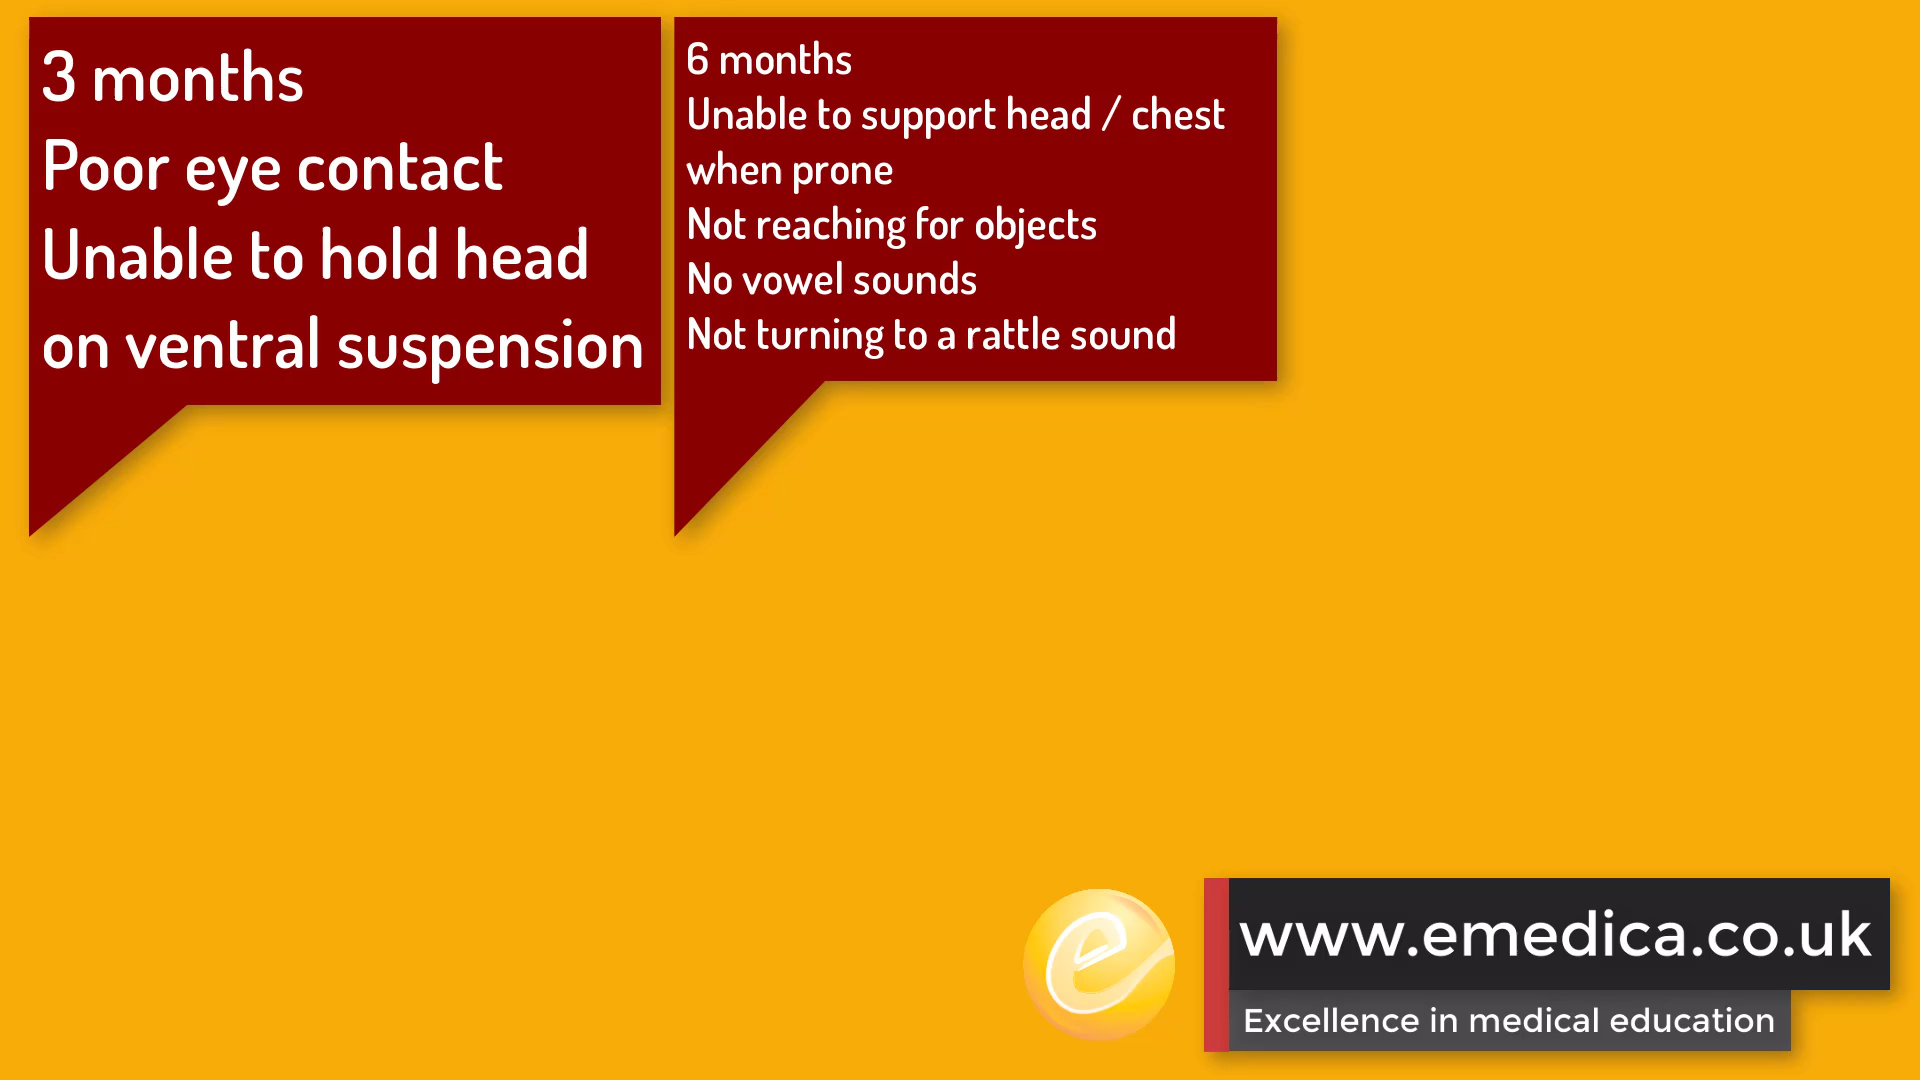 3 months
Poor eye contact
Unable to hold head
on ventral suspension
6 months
Unable to support head / chest
when prone
Not reaching for objects
No vowel sounds
Not turning to a rattle sound
e
www.emedica.co.uk
Excellence in medical education